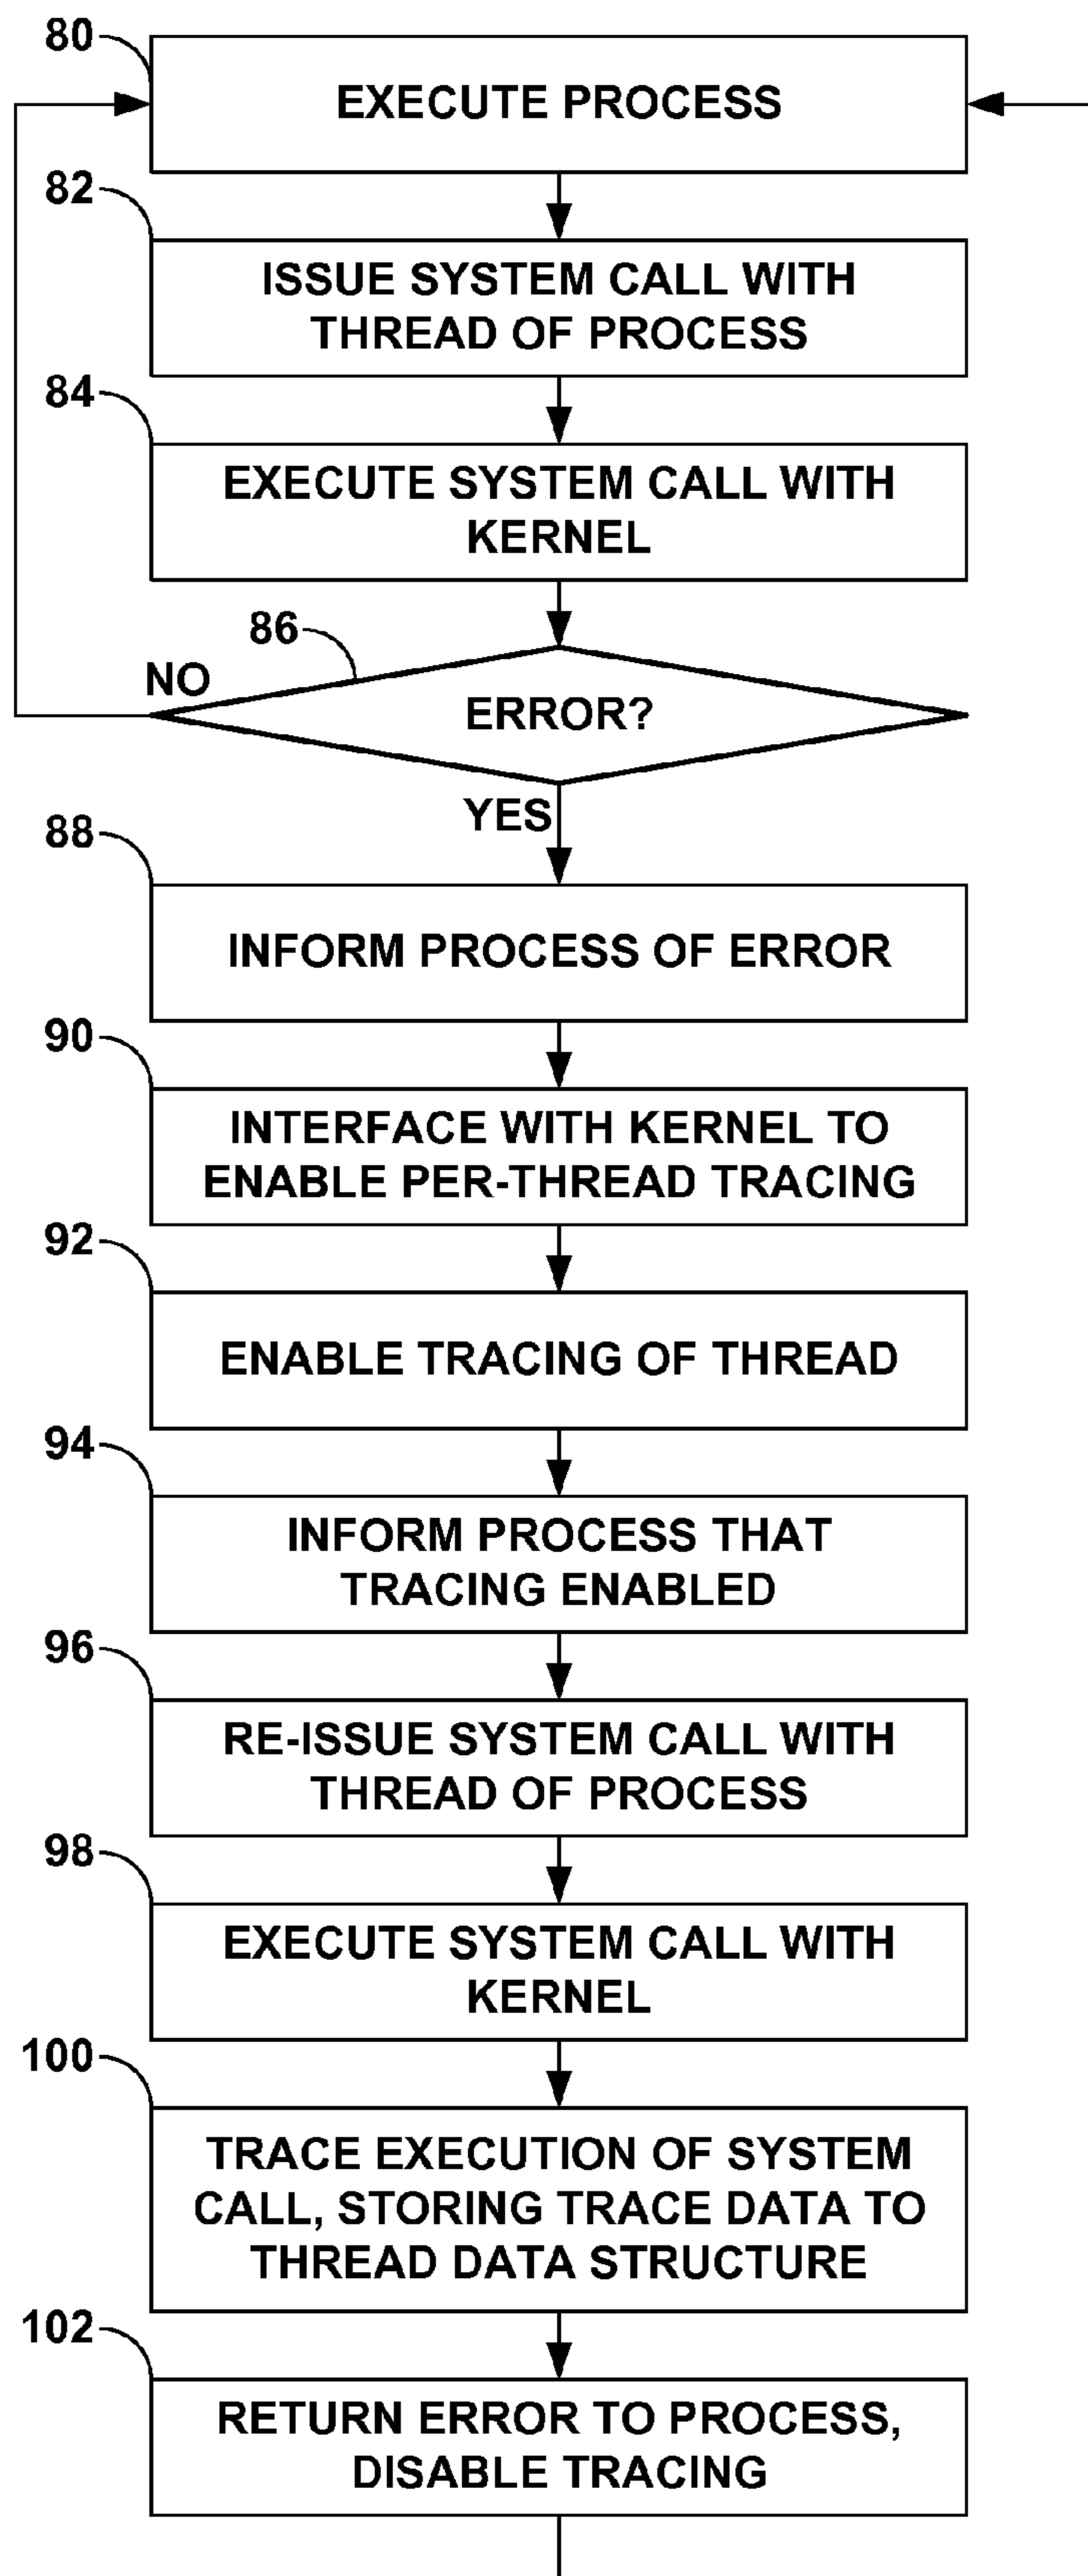 80
EXECUTE PROCESS
82
ISSUE SYSTEM CALL WITH
THREAD OF PROCESS
84
EXECUTE SYSTEM CALL WITH
KERNEL
86
NO
ERROR?
YES
88
INFORM PROCESS OF ERROR
90
INTERFACE WITH KERNEL TO
ENABLE PER-THREAD TRACING
92
ENABLE TRACING OF THREAD
94
INFORM PROCESS THAT
TRACING ENABLED
96
RE-ISSUE SYSTEM CALL WITH
THREAD OF PROCESS
98
EXECUTE SYSTEM CALL WITH
KERNEL
100
TRACE EXECUTION OF SYSTEM
CALL, STORING TRACE DATA TO
THREAD DATA STRUCTURE
102
RETURN ERROR TO PROCESS,
DISABLE TRACING